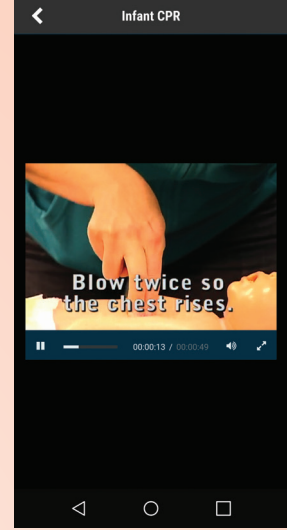 Infant CPR
Blow twice so
the chest rises.
00:00:13 / 00:00:49